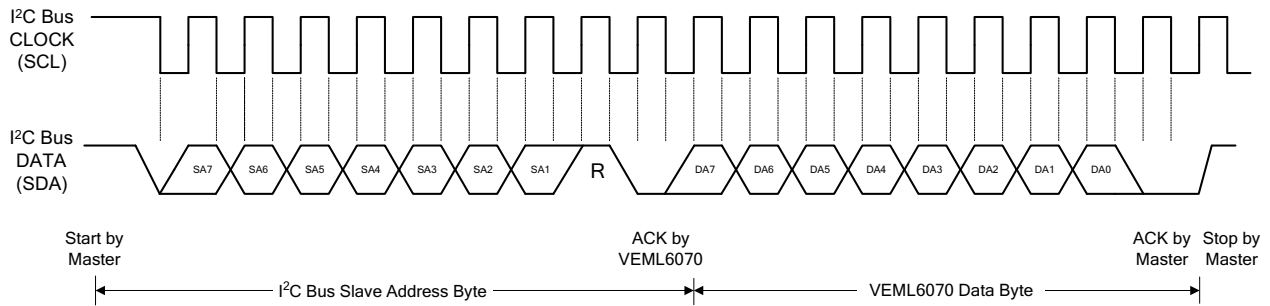 I²C Bus
CLOCK
(SCL)
I²C Bus
DATA
(SDA)
SA7 SA6 SA5 SA4 SA3 SA2 SA1 R DA7 DA6 DA5 DA4 DA3 DA2 DA1 DA0
Start by ACK by ACK by Stop by
Master VEML6070 Master Master
I²C Bus Slave Address Byte VEML6070 Data Byte